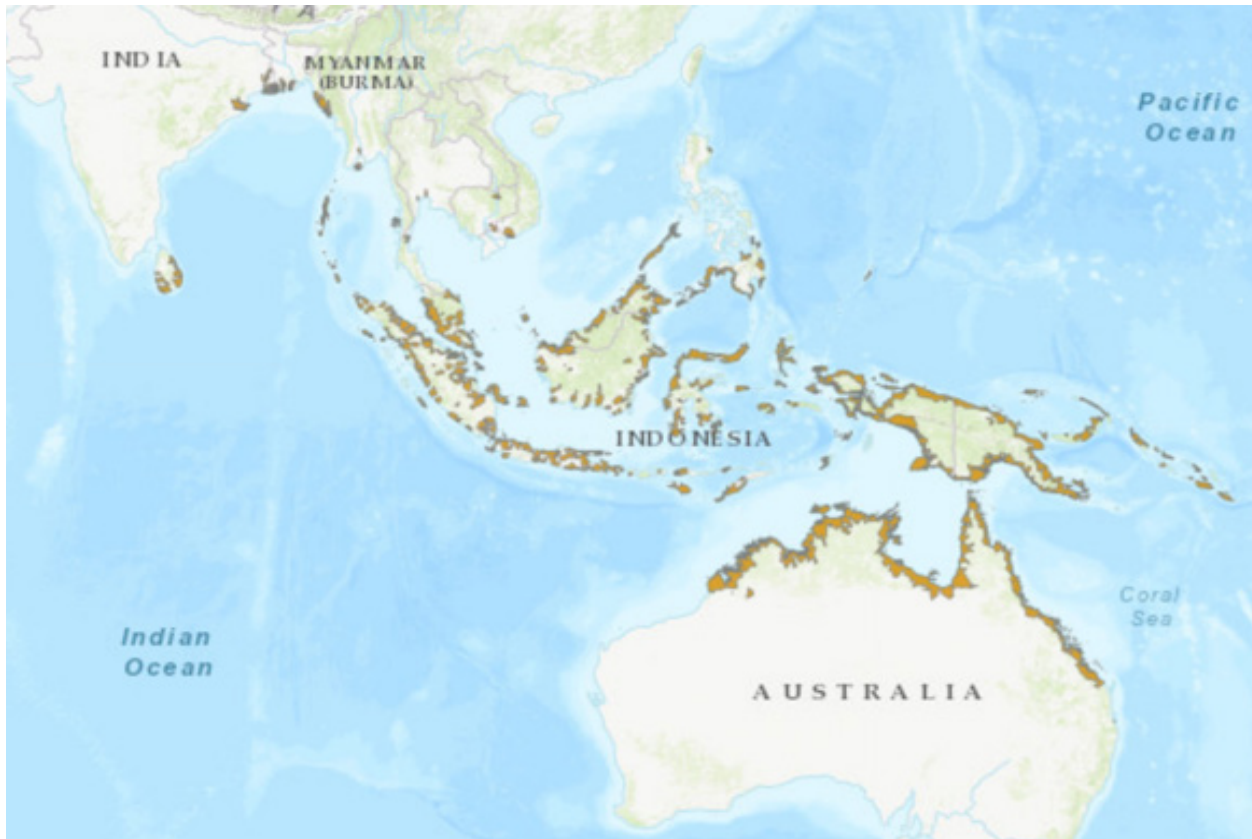 INDIA
MYANMAR
(BURMA)
Pacific
Ocean
INDONESIA
Coral
Sea
Indian
Ocean
AUSTRALIA